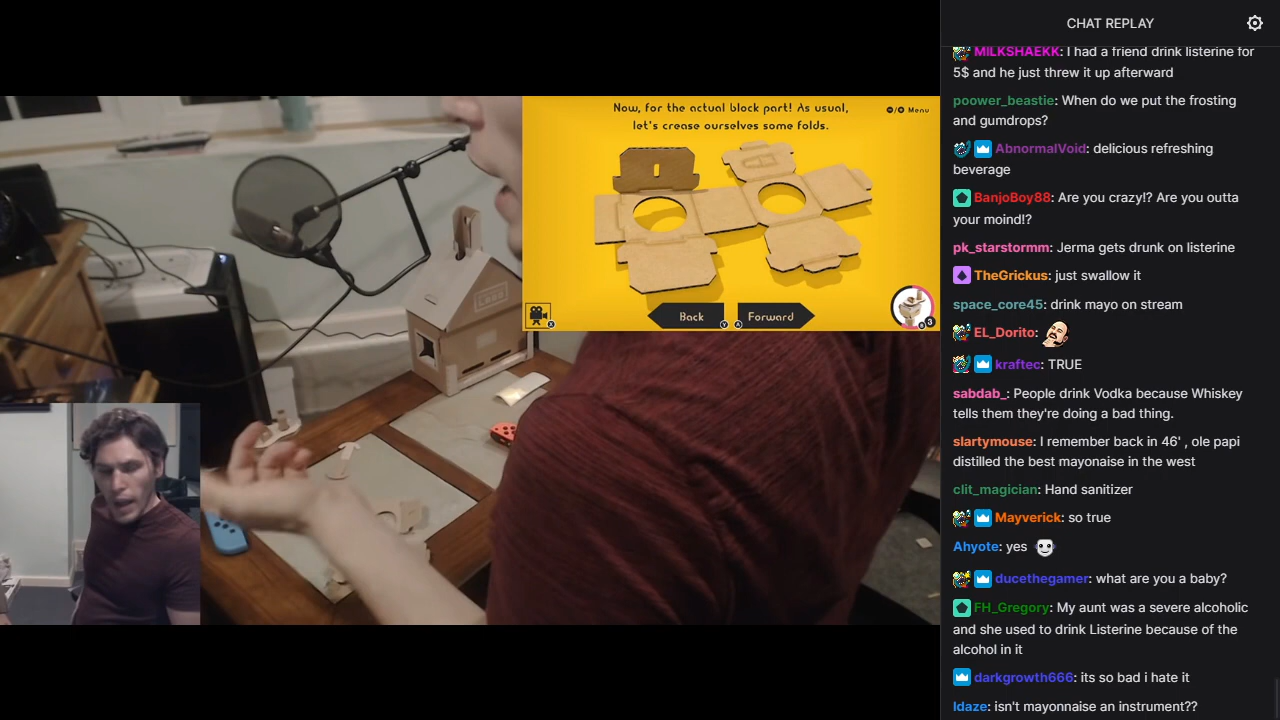 Now, for the actual block part! As usual,
let's crease ourselves some folds.
Menu
Back
Forward
CHAT REPLAY
MILKSHAEKK: I had a friend drink listerine for
5$ and he just threw it up afterward
poower_beastie: When do we put the frosting
and gumdrops?
AbnormalVoid: delicious refreshing
beverage
BanjoBoy88: Are you crazy!? Are you outta
your moind!?
pk_starstormm: Jerma gets drunk on listerine
TheGrickus: just swallow it
space_core45: drink mayo on stream
EL_Dorito:
kraftec: TRUE
sabdab_: People drink Vodka because Whiskey
tells them they're doing a bad thing.
slartymouse: I remember back in 46' , ole papi
distilled the best mayonaise in the west
clit_magician: Hand sanitizer
Mayverick: so true
Ahyote: yes
ducethegamer: what are you a baby?
FH_Gregory: My aunt was a severe alcoholic
and she used to drink Listerine because of the
alcohol in it
darkgrowth666: its so bad i hate it
Idaze: isn't mayonnaise an instrument??